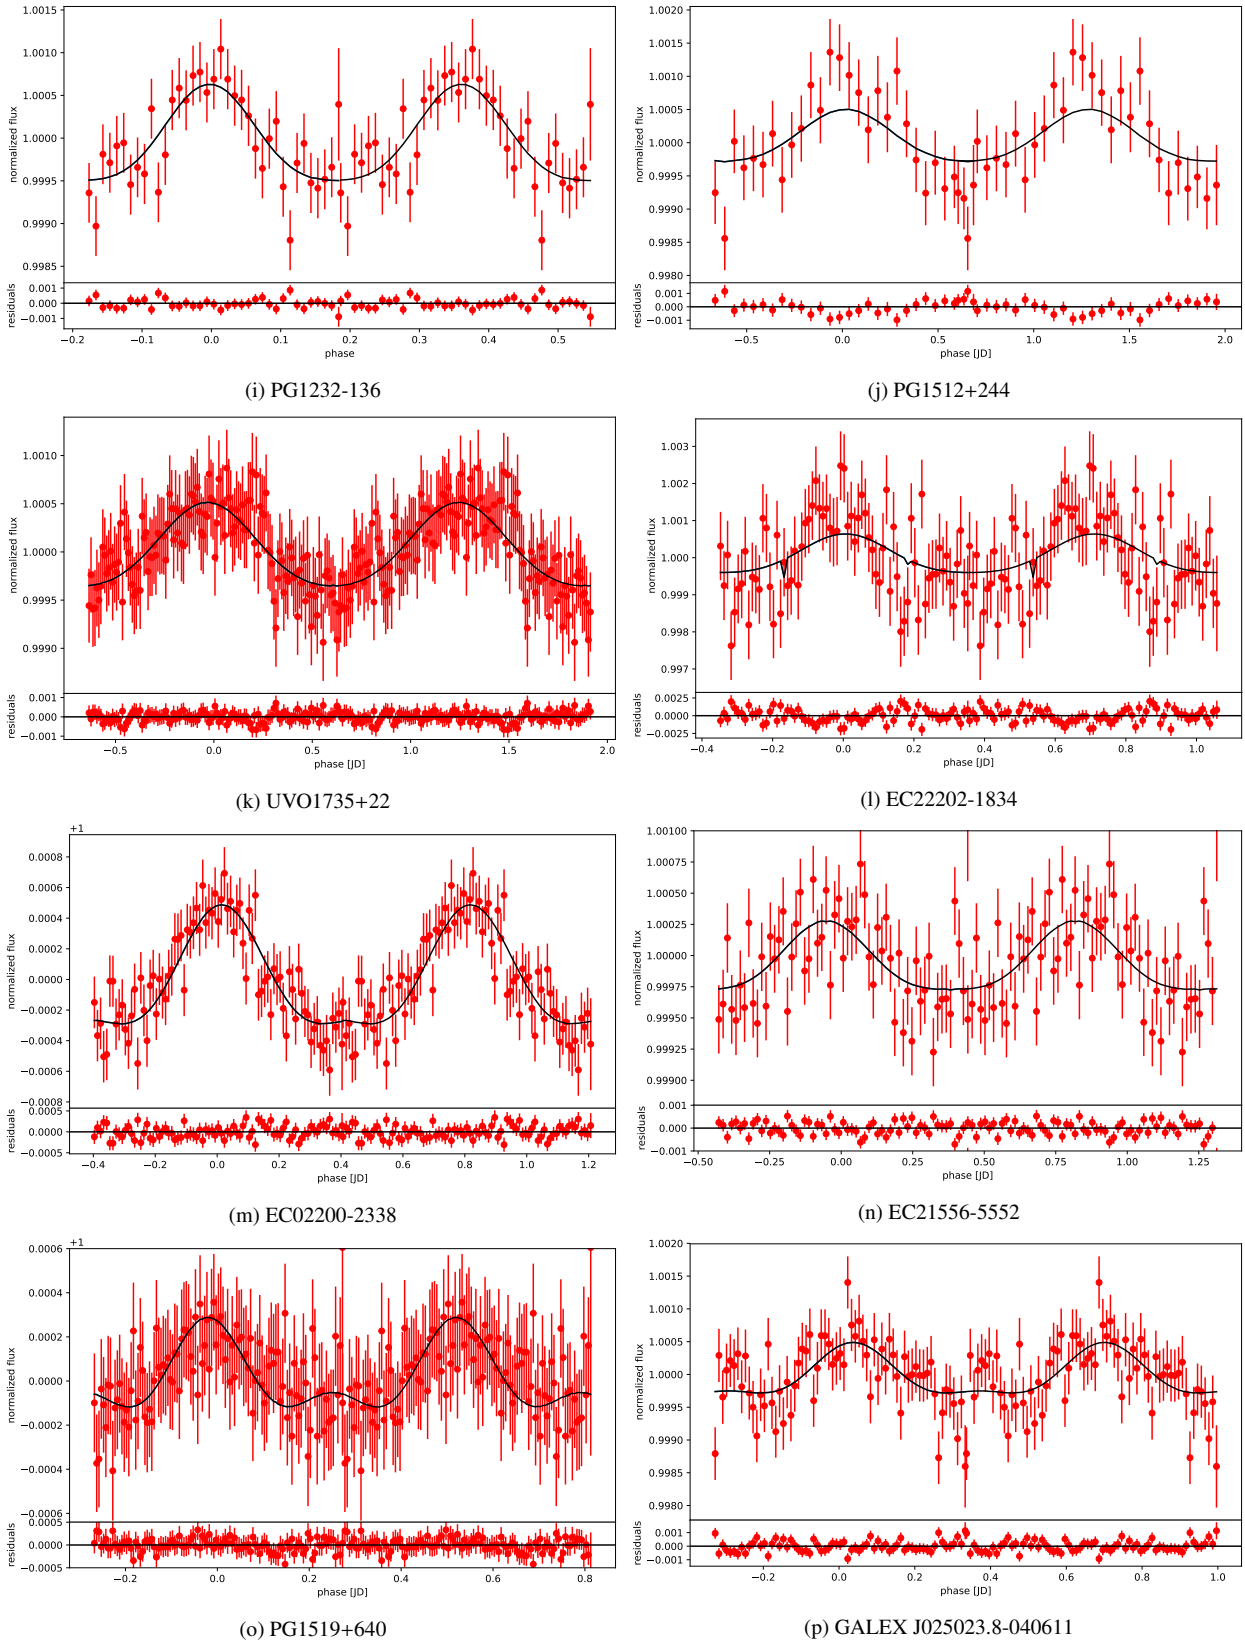 1.0015
1.0010
1.0005
1.0000
0.9995
0.9990
0.9985
normalized flux
0.001
0.000
−0.001
residuals
−0.2 −0.1 0.0 0.1 0.2 0.3 0.4 0.5
phase
(i) PG1232-136
1.0020
1.0015
1.0010
1.0005
1.0000
0.9995
0.9990
0.9985
0.9980
normalized flux
0.001
0.000
−0.001
residuals
−0.5 0.0 0.5 1.0 1.5 2.0
phase [JD]
(j) PG1512+244
1.0010
1.0005
1.0000
0.9995
0.9990
normalized flux
0.001
0.000
−0.001
residuals
−0.5 0.0 0.5 1.0 1.5 2.0
phase [JD]
(k) UVO1735+22
1.003
1.002
1.001
1.000
0.999
0.998
0.997
normalized flux
0.0025
0.0000
−0.0025
residuals
−0.4 −0.2 0.0 0.2 0.4 0.6 0.8 1.0
phase [JD]
(l) EC22202-1834
+1
0.0008
0.0006
0.0004
0.0002
0.0000
−0.0002
−0.0004
−0.0006
−0.0008
normalized flux
0.0005
0.0000
−0.0005
residuals
−0.4 −0.2 0.0 0.2 0.4 0.6 0.8 1.0 1.2
phase [JD]
(m) EC02200-2338
1.00100
1.00075
1.00050
1.00025
1.00000
0.99975
0.99950
0.99925
0.99900
normalized flux
0.001
0.000
−0.001
residuals
−0.50 −0.25 0.00 0.25 0.50 0.75 1.00 1.25
phase [JD]
(n) EC21556-5552
+1
0.0006
0.0004
0.0002
0.0000
−0.0002
−0.0004
−0.0006
normalized flux
0.0005
0.0000
−0.0005
residuals
−0.2 0.0 0.2 0.4 0.6 0.8
phase [JD]
(o) PG1519+640
1.0020
1.0015
1.0010
1.0005
1.0000
0.9995
0.9990
0.9985
0.9980
normalized flux
0.001
0.000
−0.001
residuals
−0.2 0.0 0.2 0.4 0.6 0.8 1.0
phase [JD]
(p) GALEX J025023.8-040611